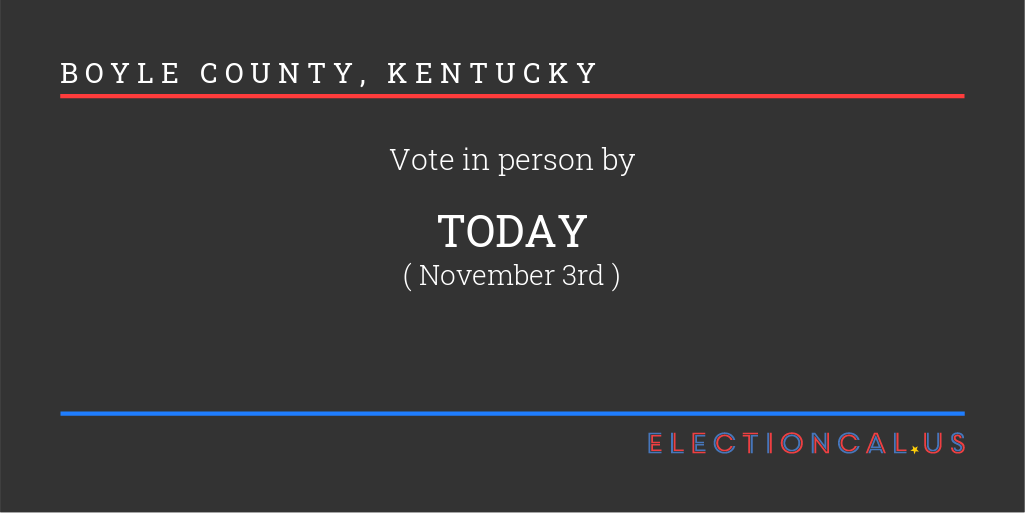 BOYLE COUNTY, KENTUCKY
Vote in person by
TODAY
( November 3rd )
ELECTIONCAL.US